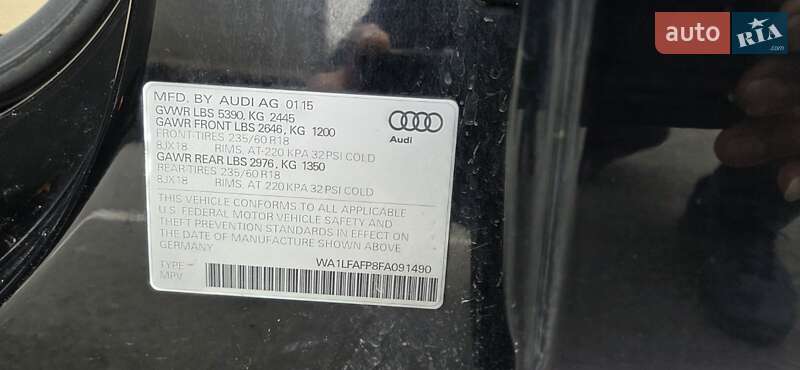 auto RIA
MFD. BY AUDI AG 0115
GVWR LBS 5390, KG 2445
GAWR FRONT LBS 2646, KG 1200
FRONT-TIRES 235/60 R18
8JX18 RIMS, AT 220 KPA 32 PSI COLD
GAWR REAR LBS 2976, KG 1350
REAR-TIRES 235/60 R18
8JX18 RIMS, AT 220 KPA 32 PSI COLD
Audi
THIS VEHICLE CONFORMS TO ALL APPLICABLE
U.S. FEDERAL MOTOR VEHICLE SAFETY AND
THEFT PREVENTION STANDARDS IN EFFECT ON
THE DATE OF MANUFACTURE SHOWN ABOVE
GERMANY
WA1LFAFP8FA091490
TYPE
MPV